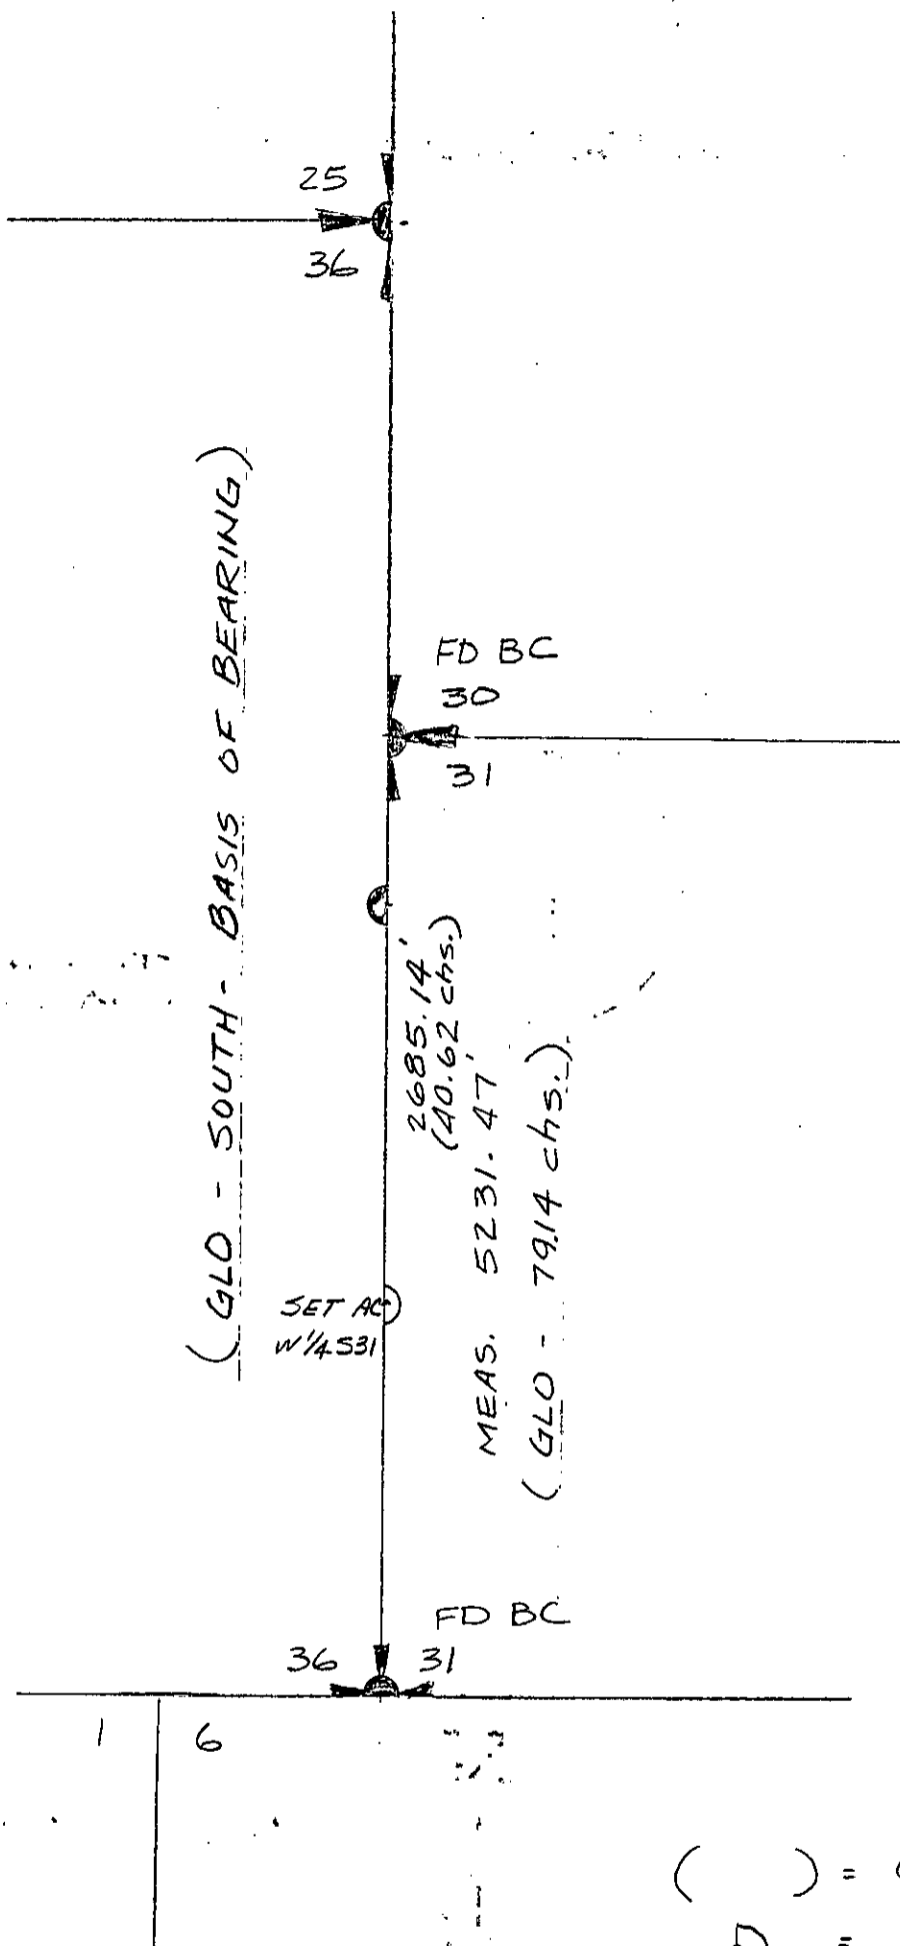 25
36
(GLO - SOUTH - BASIS OF BEARING)
FD BC
30
31
2685.14'
(40.62 chs.)
MEAS. 5231.47'
(GLO - 79.14 chs.)
SET AC
W 1/4 S31
FD BC
36 31
1 6
( ) =
=